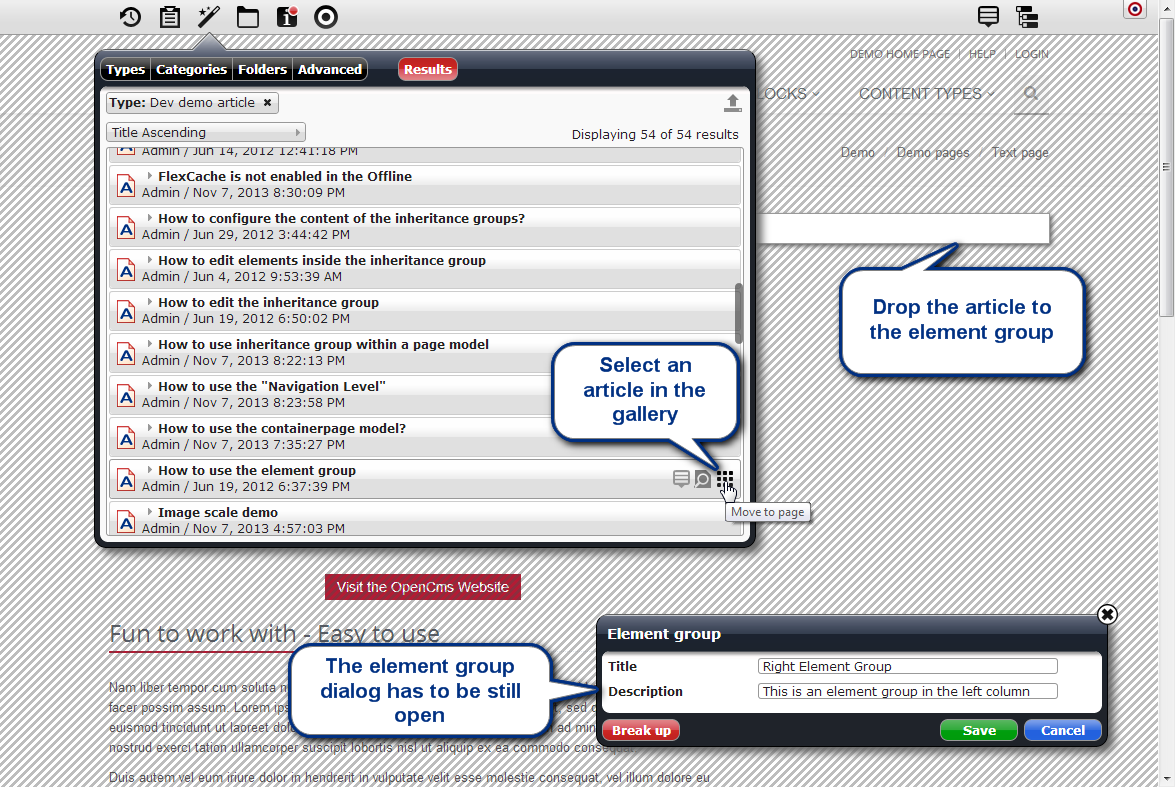 DEMO HOME PAGE | HELP | LOGIN
LOCKS CONTENT TYPES
Demo / Demo pages / Text page
Types Categories Folders Advanced Results
Type: Dev demo article ×
Title Ascending
Displaying 54 of 54 results
Admin / Jun 14, 2012 12:41:18 PM
FlexCache is not enabled in the Offline
Admin / Nov 7, 2013 8:30:09 PM
How to configure the content of the inheritance groups?
Admin / Jun 29, 2012 3:44:42 PM
How to edit elements inside the inheritance group
Admin / Jun 4, 2012 9:53:39 AM
How to edit the inheritance group
Admin / Jun 19, 2012 6:50:02 PM
How to use inheritance group within a page model
Admin / Nov 7, 2013 8:22:13 PM
How to use the "Navigation Level"
Admin / Nov 7, 2013 8:23:58 PM
How to use the containerpage model?
Admin / Nov 7, 2013 7:35:27 PM
How to use the element group
Admin / Jun 19, 2012 6:37:39 PM
Image scale demo
Admin / Nov 7, 2013 4:57:03 PM
Move to page
Select an
article in the
gallery
Drop the article to
the element group
Visit the OpenCms Website
Fun to work with - Easy to use
Nam liber tempor cum soluta n
facer possim assum. Lorem ips , sed d
euismod tincidunt ut laoreet dol ad min
nostrud exerci tation ullamcorper suscipit lobortis nisl ut aliquip ex ea commodo consequat.
Duis autem vel eum iriure dolor in hendrerit in vulputate velit esse molestie consequat, vel illum dolore eu
The element group
dialog has to be still
open
Element group
Title Right Element Group
Description This is an element group in the left column
Break up Save Cancel